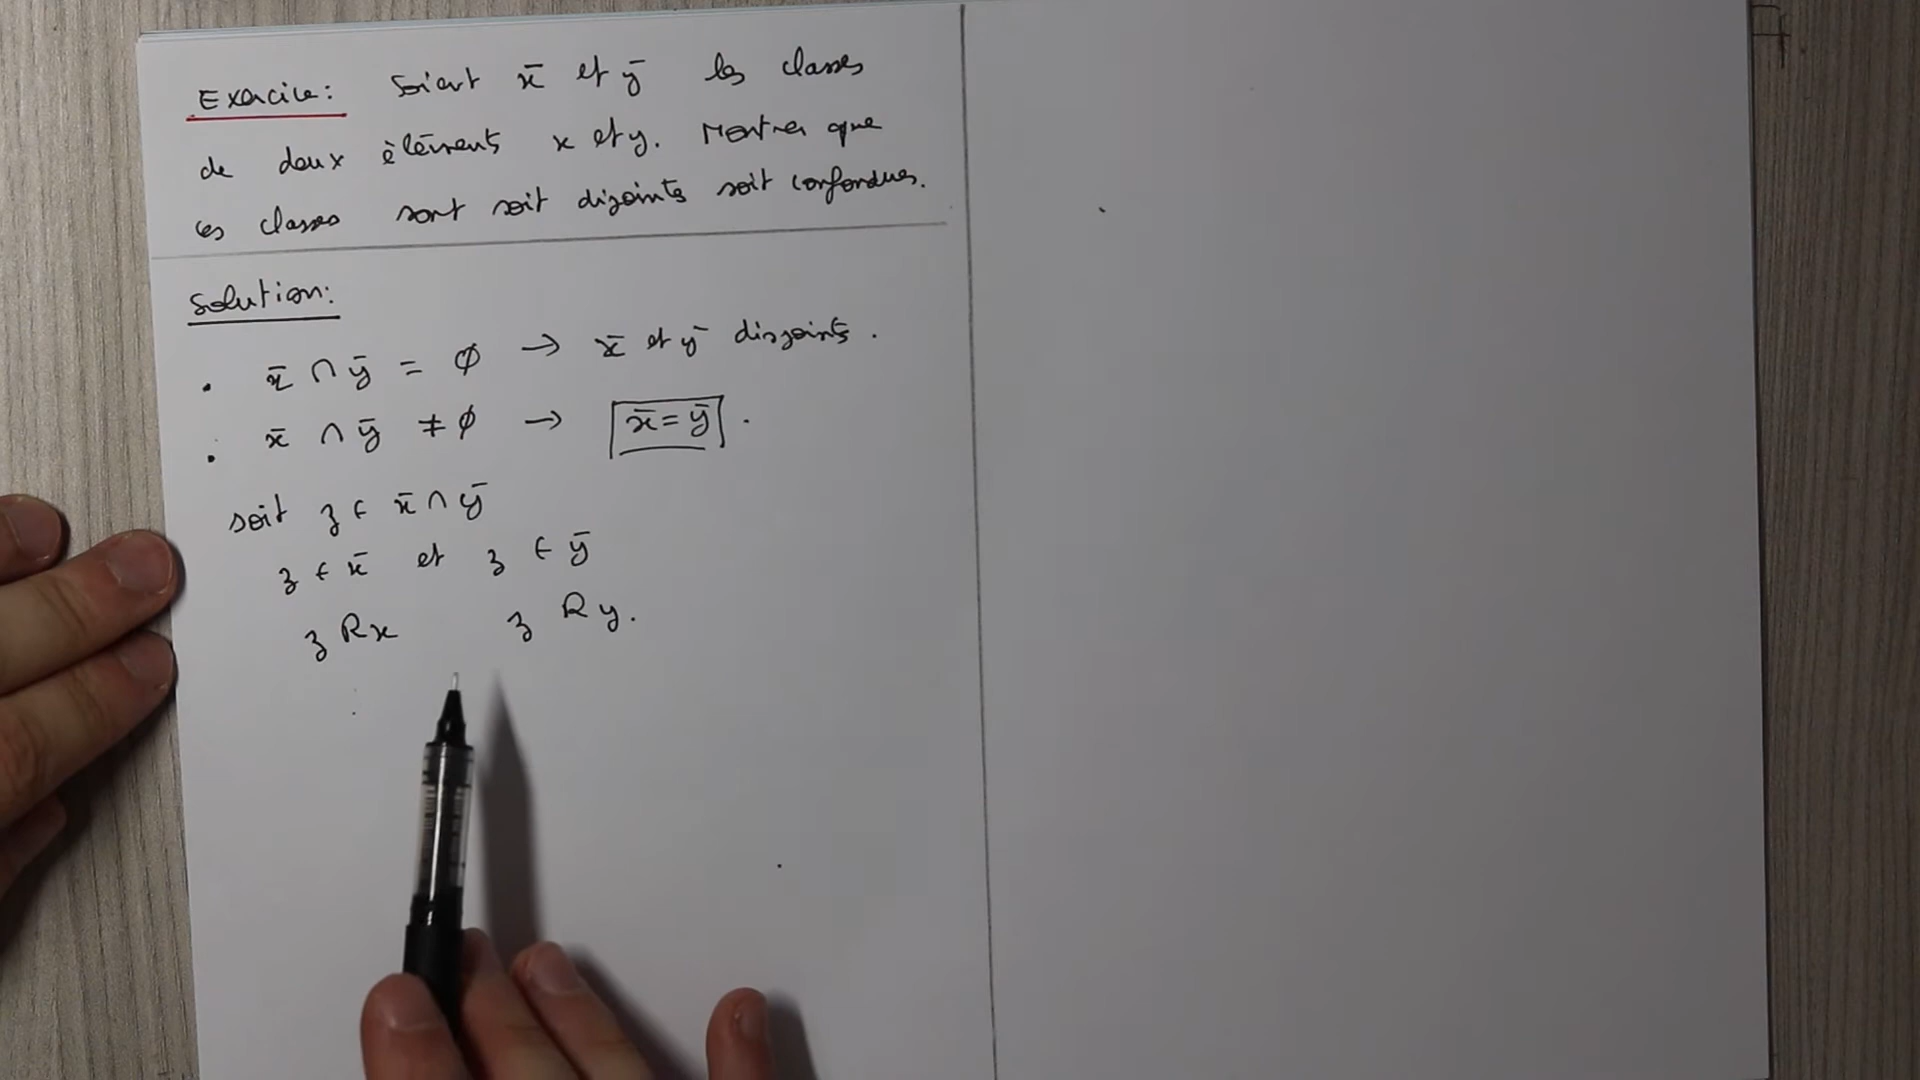 Exercice: Soient x̄ et ȳ les classes
de deux éléments x et y. Montrer que
ces classes sont soit disjoints soit confondues.
Solution:
• x̄ ∩ ȳ = ∅ → x̄ et ȳ disjoints.
• x̄ ∩ ȳ ≠ ∅ → x̄ = ȳ.
soit z ∈ x̄ ∩ ȳ
z ∈ x̄ et z ∈ ȳ
z R x z R y.